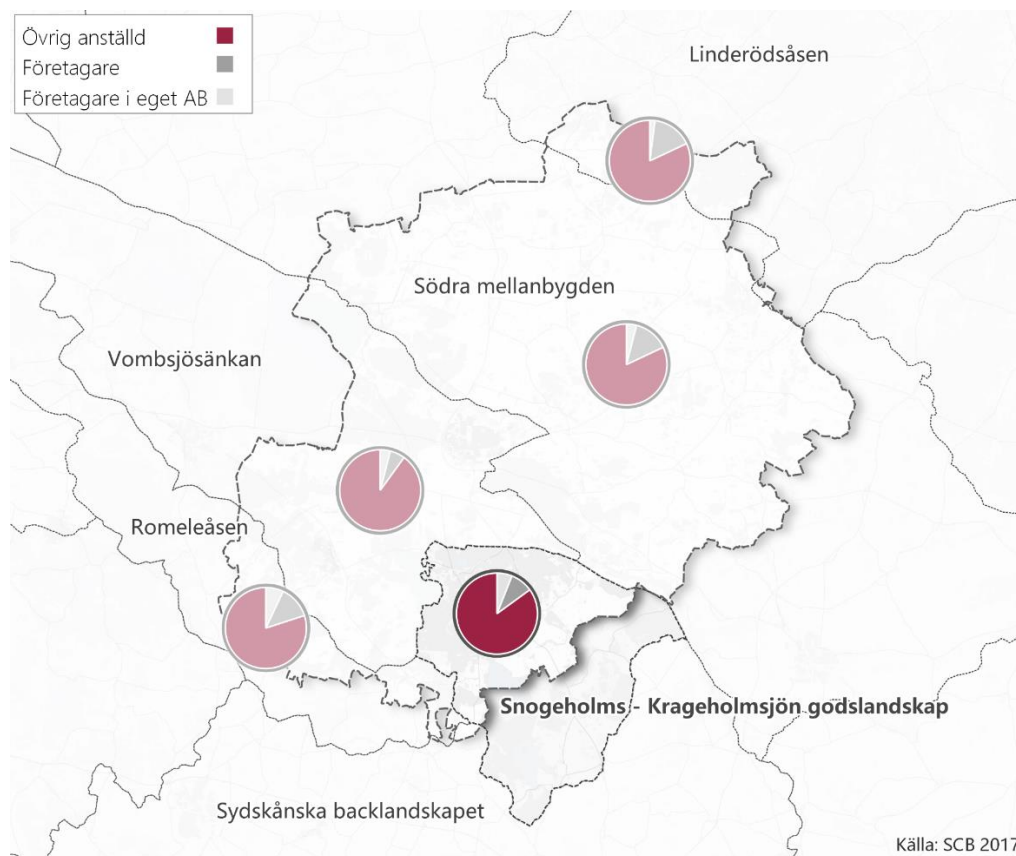 Övrig anställd
Företagare
Företagare i eget AB
Linderödsåsen
Södra mellanbygden
Vombsjösänkan
Romeleåsen
Snogeholms - Krageholmsjön godslandskap
Sydskånska backlandskapet
Källa: SCB 2017